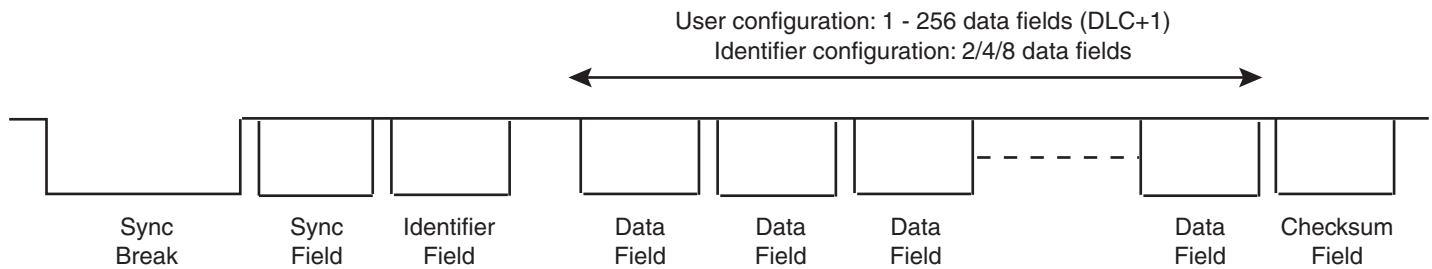 User configuration: 1 - 256 data fields (DLC+1)
Identifier configuration: 2/4/8 data fields
Sync
Break
Sync
Field
Identifier
Field
Data
Field
Data
Field
Data
Field
Data
Field
Checksum
Field